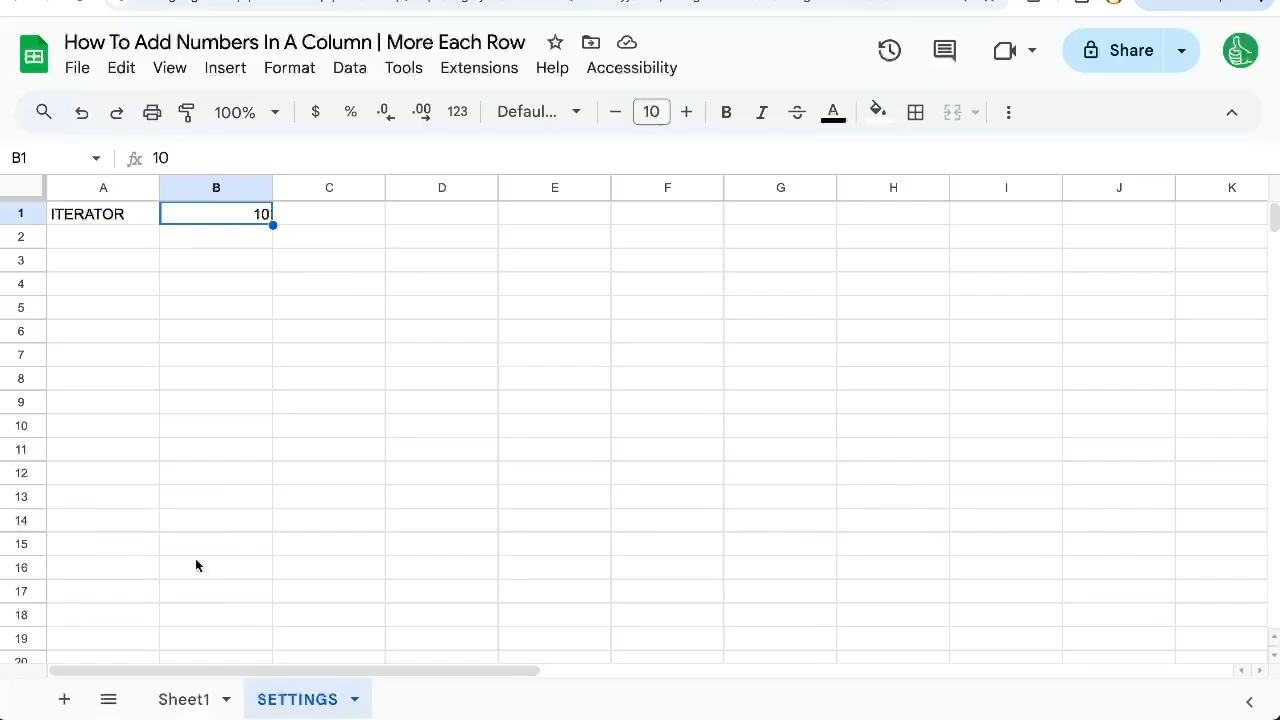 How To Add Numbers In A Column | More Each Row
Share
File Edit View Insert Format Data Tools Extensions Help Accessibility
100% $ % .0 .00 123 Defaul... 10 B I A
B1 fx 10
A B C D E F G H I J K
1 ITERATOR 10
2
3
4
5
6
7
8
9
10
11
12
13
14
15
16
17
18
19
20
Sheet1 SETTINGS